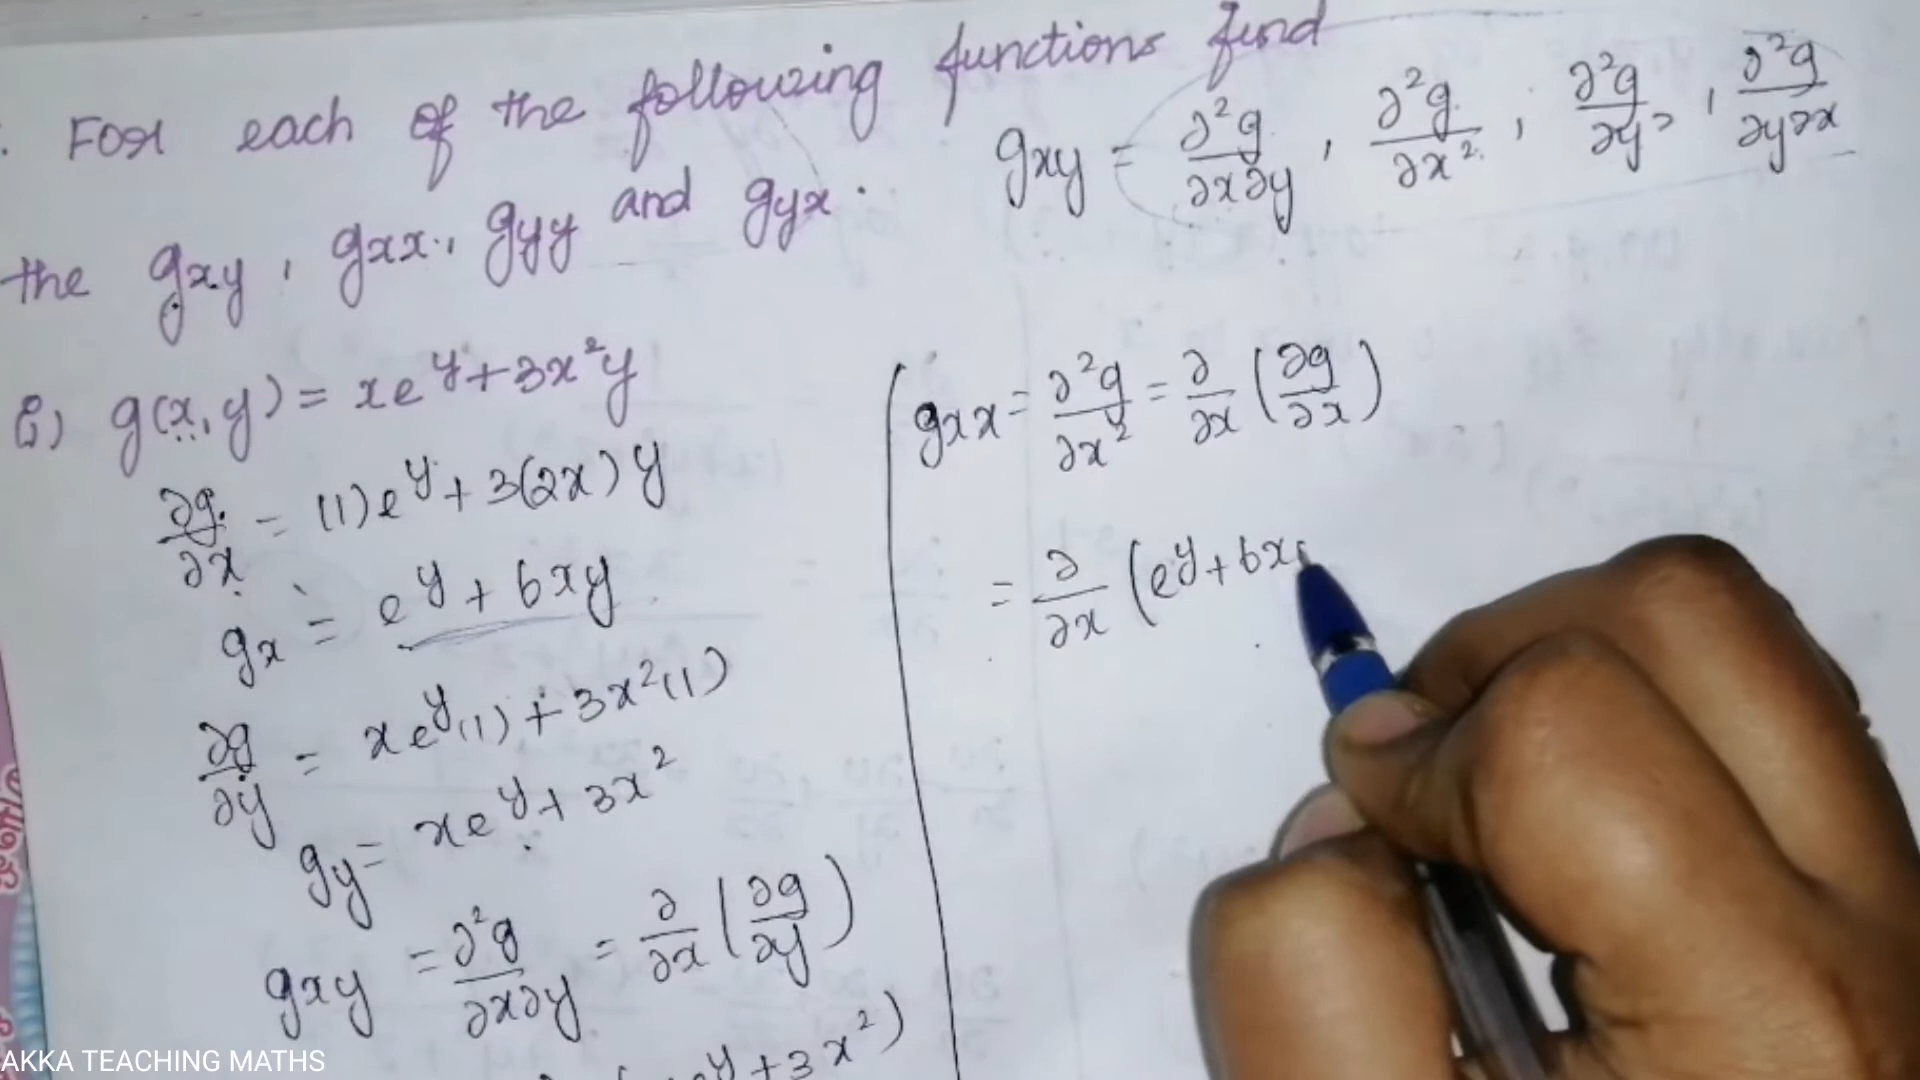 For each of the following functions find
the gxy, gxx, gyy and gyx.
gxy = ∂²g/∂x∂y, ∂²g/∂x², ∂²g/∂y², ∂²g/∂y∂x
g(x,y) = xe^y + 3x²y
∂g/∂x = (1)e^y + 3(2x)y
gx = e^y + 6xy
∂g/∂y = xe^y(1) + 3x²(1)
gy = xe^y + 3x²
gxy = ∂²g/∂x∂y = ∂/∂x (∂g/∂y)
e^y + 3x²)
gxx = ∂²g/∂x² = ∂/∂x (∂g/∂x)
= ∂/∂x (e^y + 6x
AKKA TEACHING MATHS